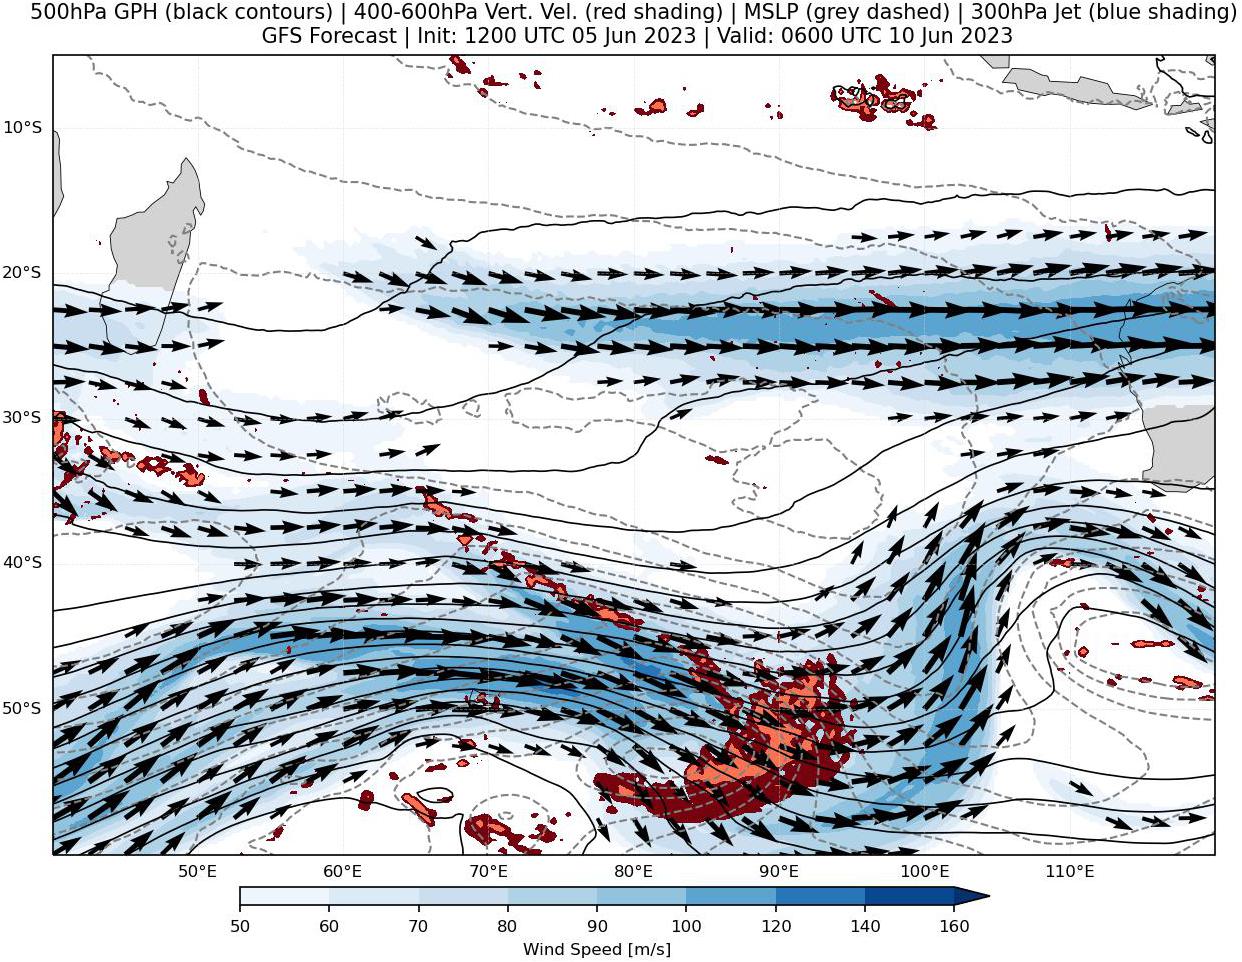 500hPa GPH (black contours) | 400-600hPa Vert. Vel. (red shading) | MSLP (grey dashed) | 300hPa Jet (blue shading)
GFS Forecast | Init: 1200 UTC 05 Jun 2023 | Valid: 0600 UTC 10 Jun 2023
10°S
20°S
30°S
40°S
50°S
50°E 60°E 70°E 80°E 90°E 100°E 110°E
50 60 70 80 90 100 120 140 160
Wind Speed [m/s]